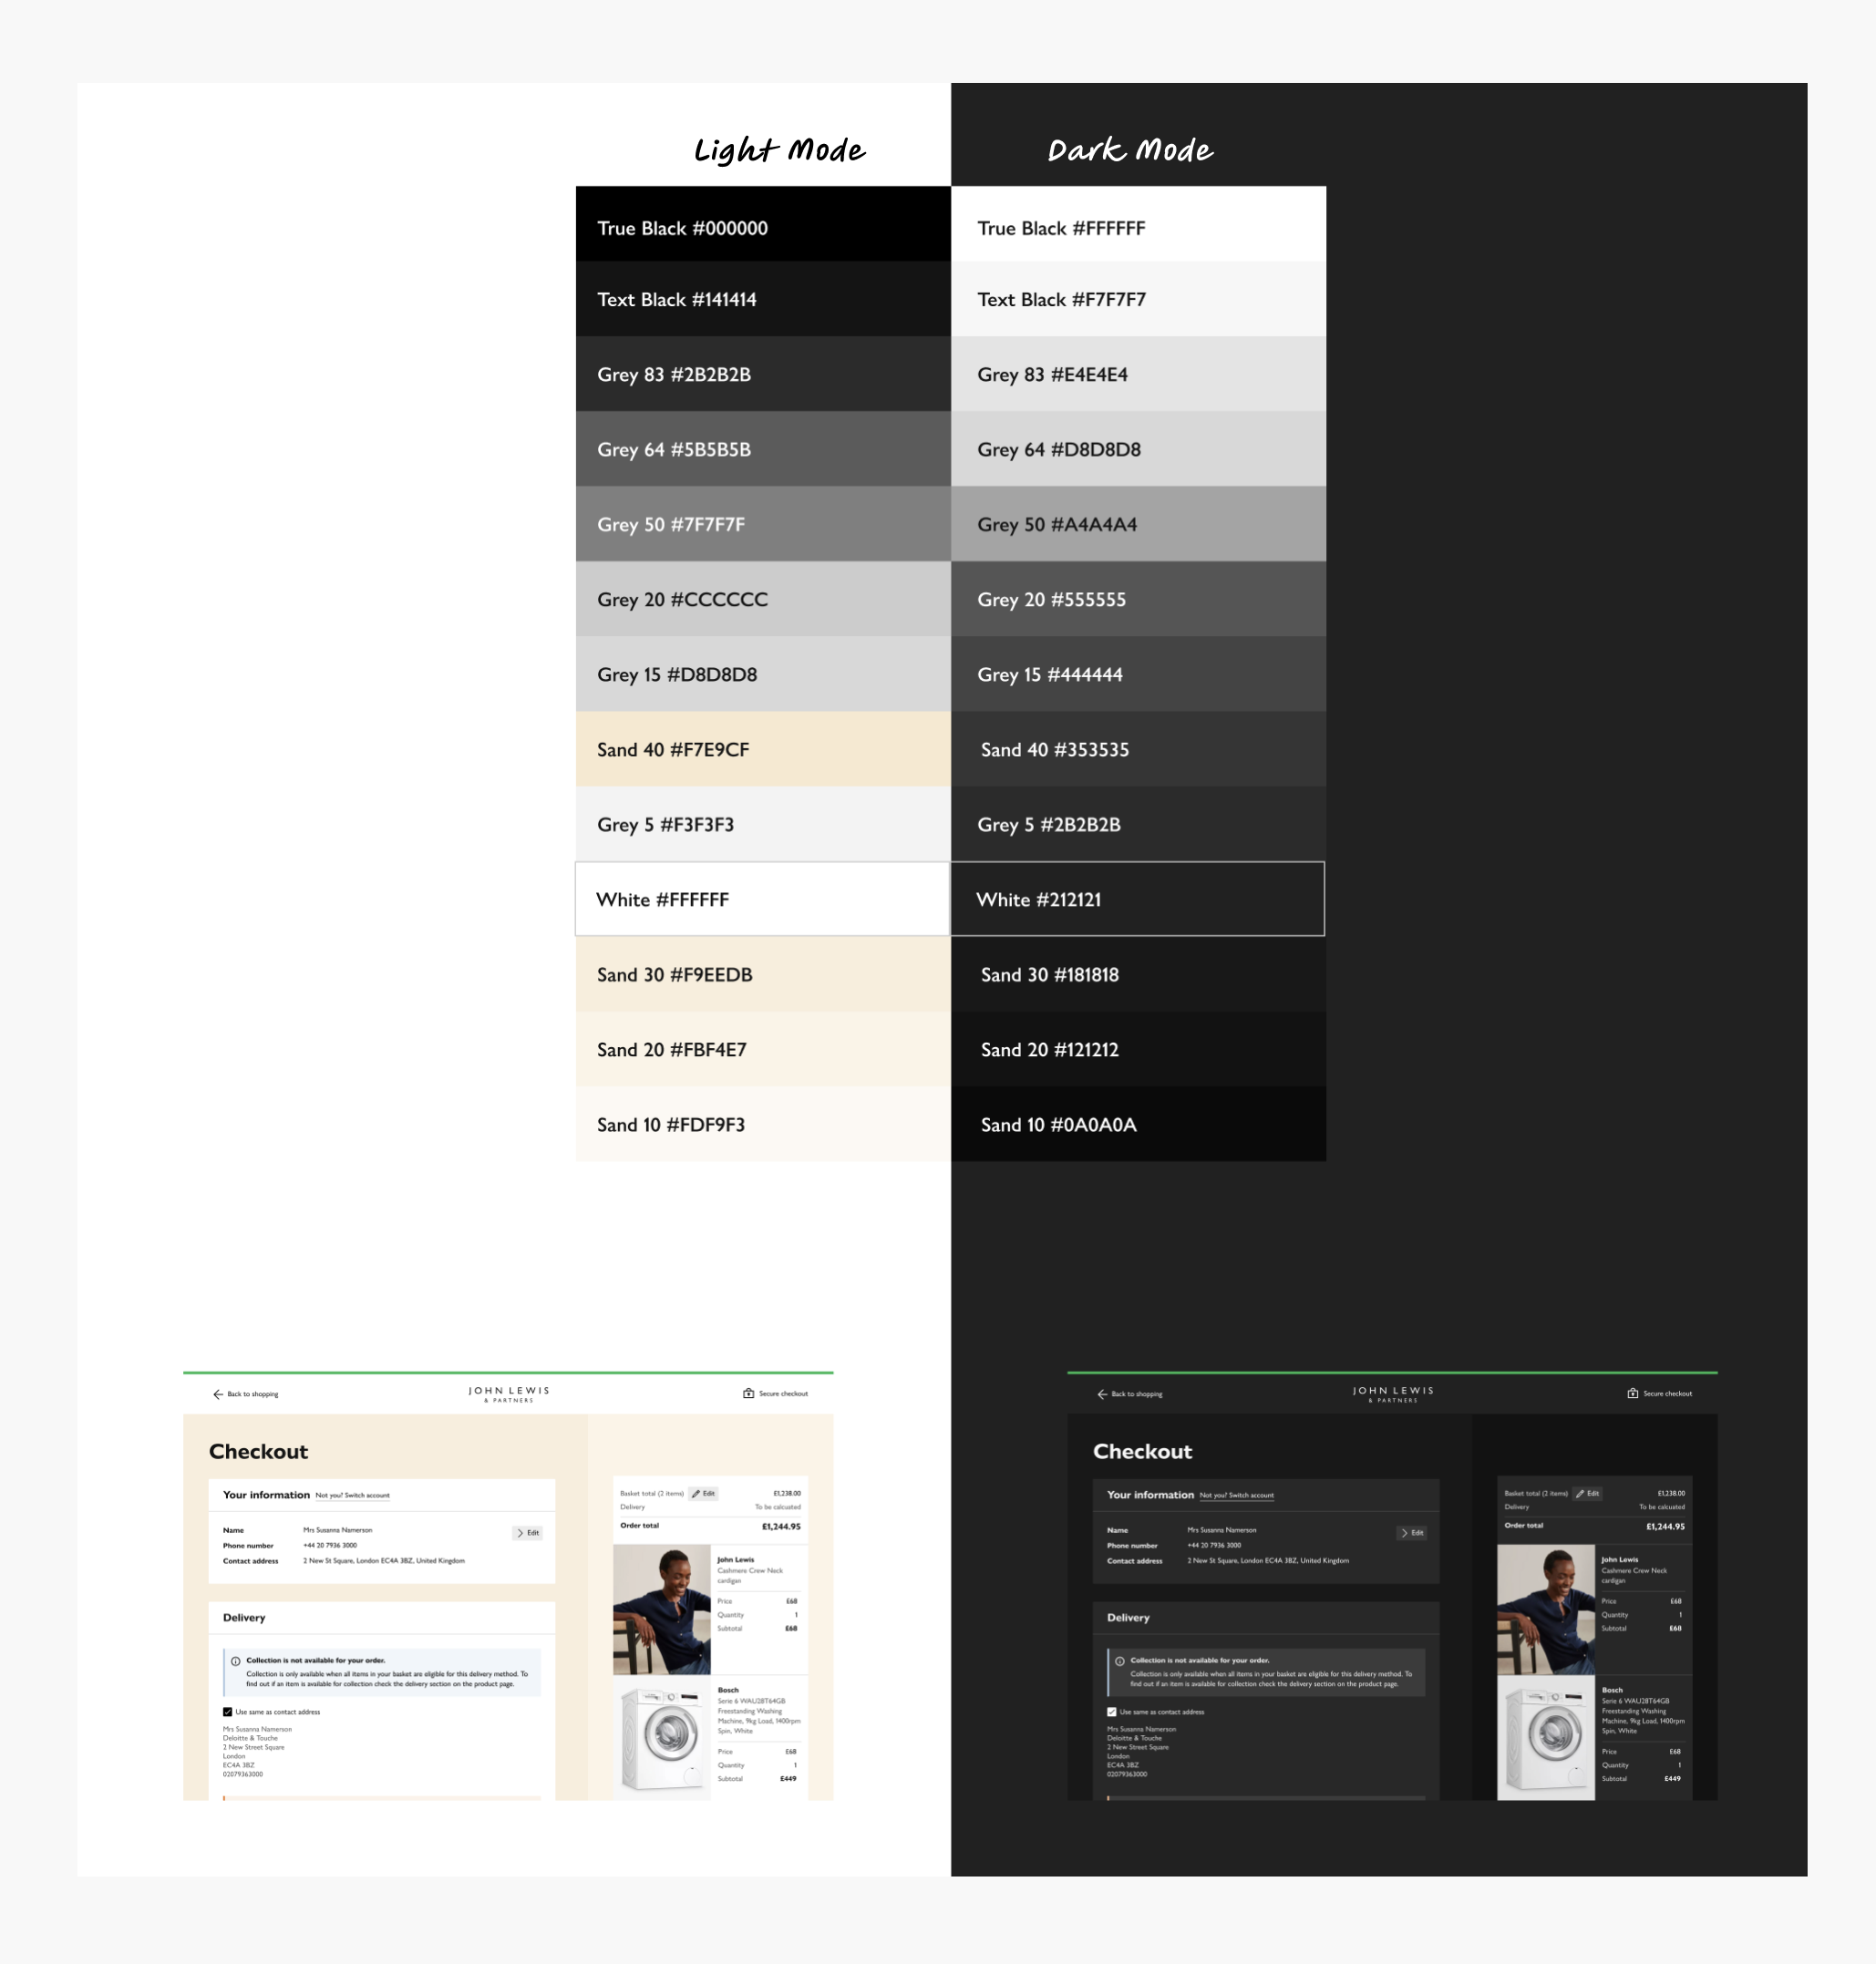 Light Mode
Dark Mode
True Black #000000
True Black #FFFFFF
Text Black #141414
Text Black #F7F7F7
Grey 83 #2B2B2B
Grey 83 #E4E4E4
Grey 64 #5B5B5B
Grey 64 #D8D8D8
Grey 50 #7F7F7F
Grey 50 #A4A4A4
Grey 20 #CCCCCC
Grey 20 #555555
Grey 15 #D8D8D8
Grey 15 #444444
Sand 40 #F7E9CF
Sand 40 #353535
Grey 5 #F3F3F3
Grey 5 #2B2B2B
White #FFFFFF
White #212121
Sand 30 #F9EEDB
Sand 30 #181818
Sand 20 #FBF4E7
Sand 20 #121212
Sand 10 #FDF9F3
Sand 10 #0A0A0A
Back to shopping
JOHN LEWIS
& PARTNERS
Secure checkout
Checkout
Your information Not you? Switch account
Name Mrs Susanna Namerson
Edit
Phone number +44 20 7936 3000
Contact address 2 New St Square, London EC4A 3BZ, United Kingdom
Delivery
Collection is not available for your order.
Collection is only available when all items in your basket are eligible for this delivery method. To
find out if an item is available for collection check the delivery section on the product page.
Use same as contact address
Mrs Susanna Namerson
Deloitte & Touche
2 New Street Square
London
EC4A 3BZ
02079363000
Basket total (2 items) Edit £1,238.00
Delivery To be calcuated
Order total £1,244.95
John Lewis
Cashmere Crew Neck
cardigan
Price £68
Quantity 1
Subtotal £68
Bosch
Serie 6 WAU28T64GB
Freestanding Washing
Machine, 9kg Load, 1400rpm
Spin, White
Price £68
Quantity 1
Subtotal £449
Back to shopping
JOHN LEWIS
& PARTNERS
Secure checkout
Checkout
Your information Not you? Switch account
Name Mrs Susanna Namerson
Edit
Phone number +44 20 7936 3000
Contact address 2 New St Square, London EC4A 3BZ, United Kingdom
Delivery
Collection is not available for your order.
Collection is only available when all items in your basket are eligible for this delivery method. To
find out if an item is available for collection check the delivery section on the product page.
Use same as contact address
Mrs Susanna Namerson
Deloitte & Touche
2 New Street Square
London
EC4A 3BZ
02079363000
Basket total (2 items) Edit £1,238.00
Delivery To be calcuated
Order total £1,244.95
John Lewis
Cashmere Crew Neck
cardigan
Price £68
Quantity 1
Subtotal £68
Bosch
Serie 6 WAU28T64GB
Freestanding Washing
Machine, 9kg Load, 1400rpm
Spin, White
Price £68
Quantity 1
Subtotal £449